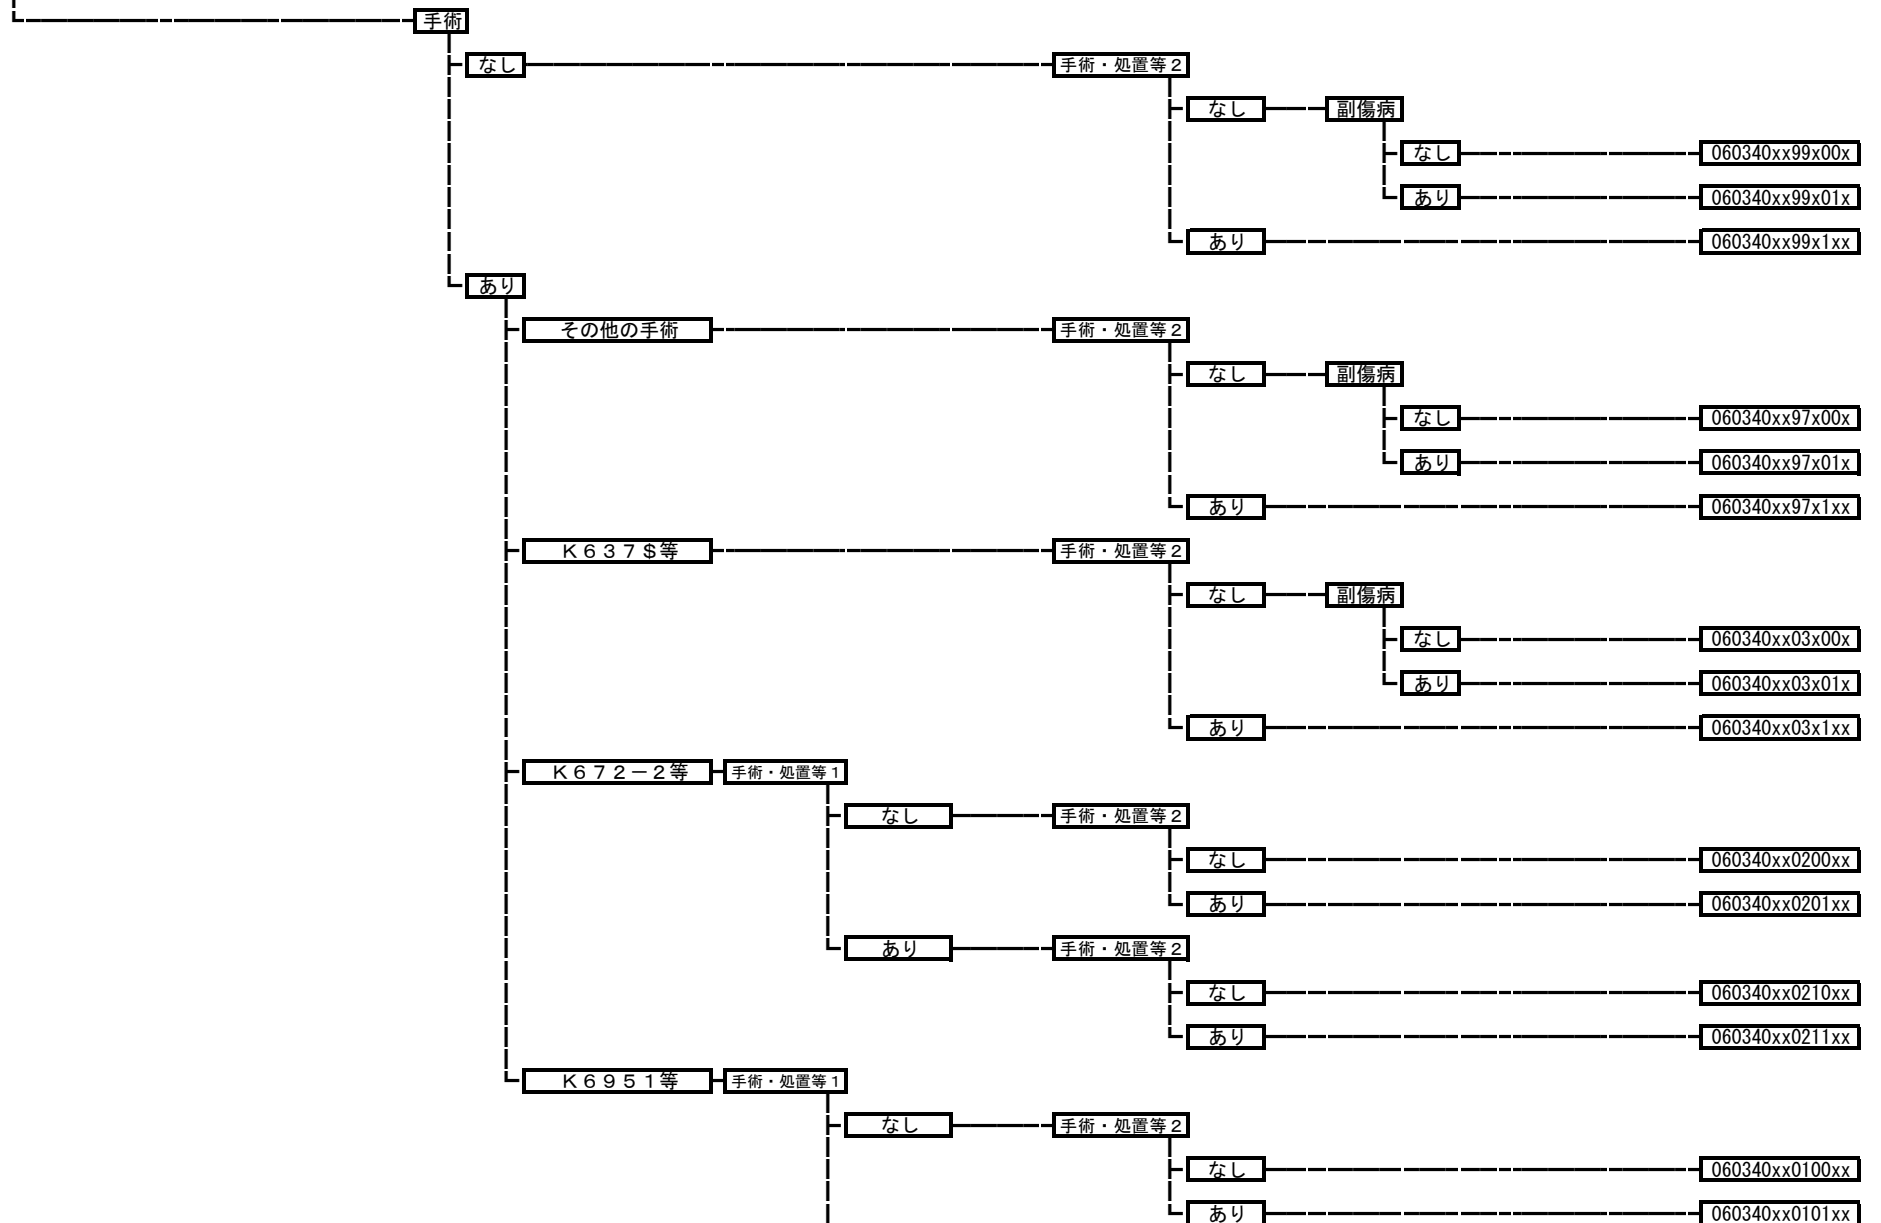 手術
なし 手術・処置等２
なし 副傷病
なし 060340xx99x00x
あり 060340xx99x01x
あり 060340xx99x1xx
あり
その他の手術 手術・処置等２
なし 副傷病
なし 060340xx97x00x
あり 060340xx97x01x
あり 060340xx97x1xx
Ｋ６３７＄等 手術・処置等２
なし 副傷病
なし 060340xx03x00x
あり 060340xx03x01x
あり 060340xx03x1xx
Ｋ６７２－２等 手術・処置等１
なし 手術・処置等２
なし 060340xx0200xx
あり 060340xx0201xx
あり 手術・処置等２
なし 060340xx0210xx
あり 060340xx0211xx
Ｋ６９５１等 手術・処置等１
なし 手術・処置等２
なし 060340xx0100xx
あり 060340xx0101xx